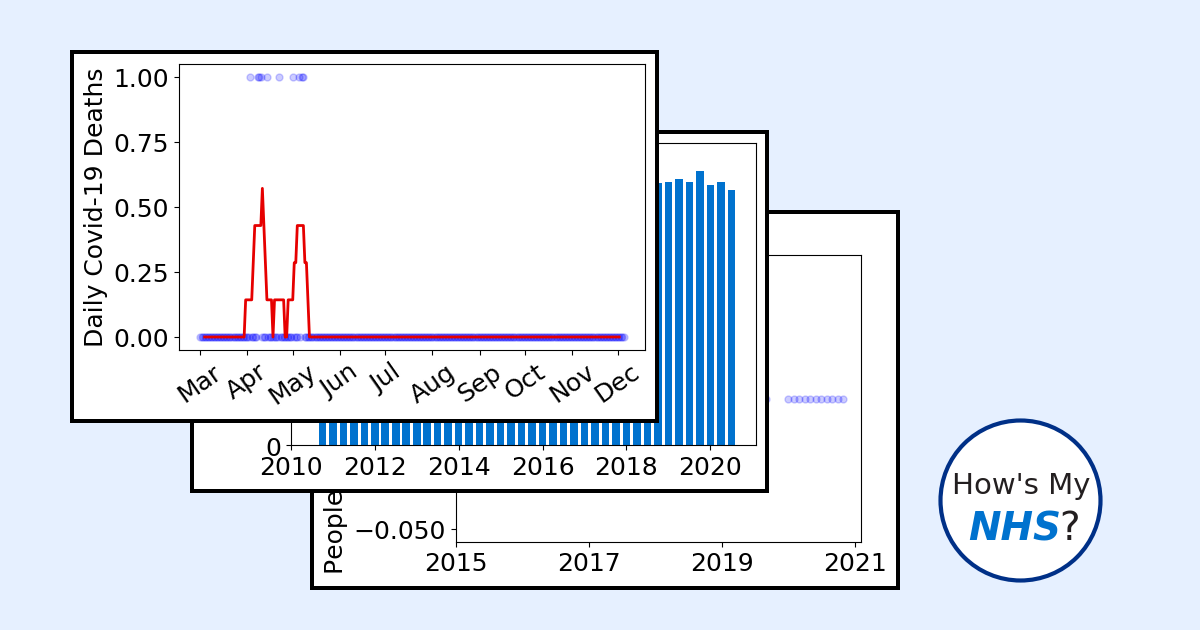 Daily Covid-19 Deaths
1.00
0.75
0.50
0.25
0.00
Mar Apr May Jun Jul Aug Sep Oct Nov Dec
0
2010 2012 2014 2016 2018 2020
People
−0.050
2015 2017 2019 2021
How's My
NHS?